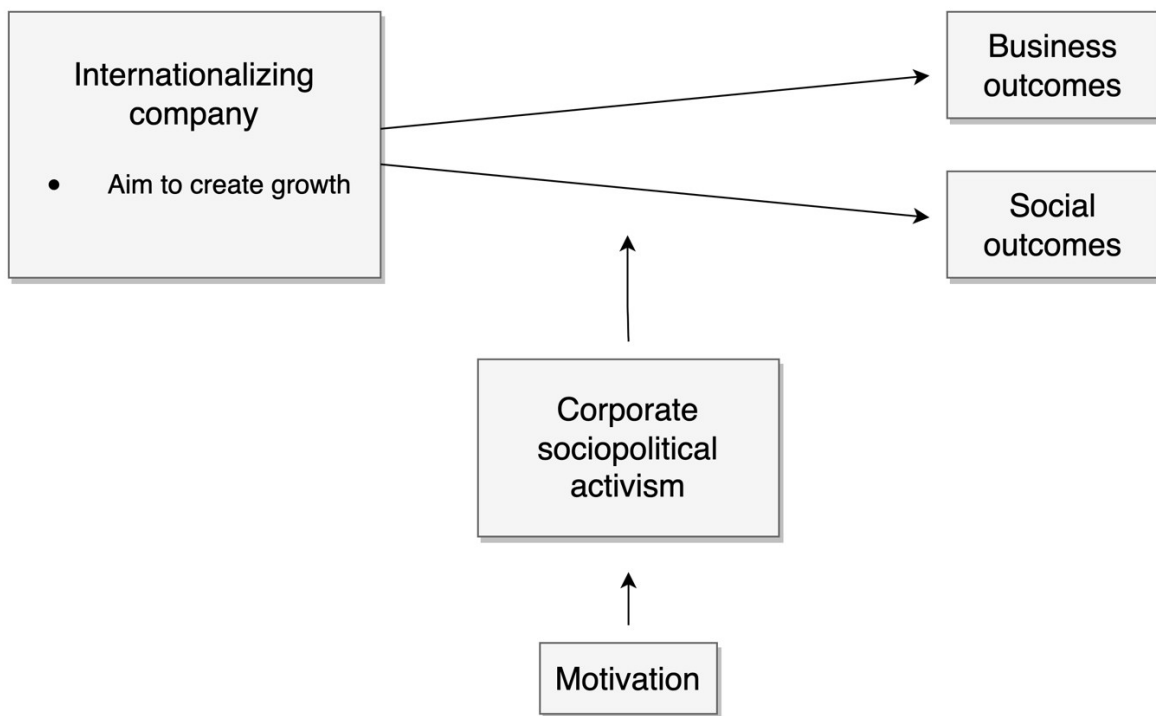 Internationalizing
company
• Aim to create growth
Business
outcomes
Social
outcomes
Corporate
sociopolitical
activism
Motivation